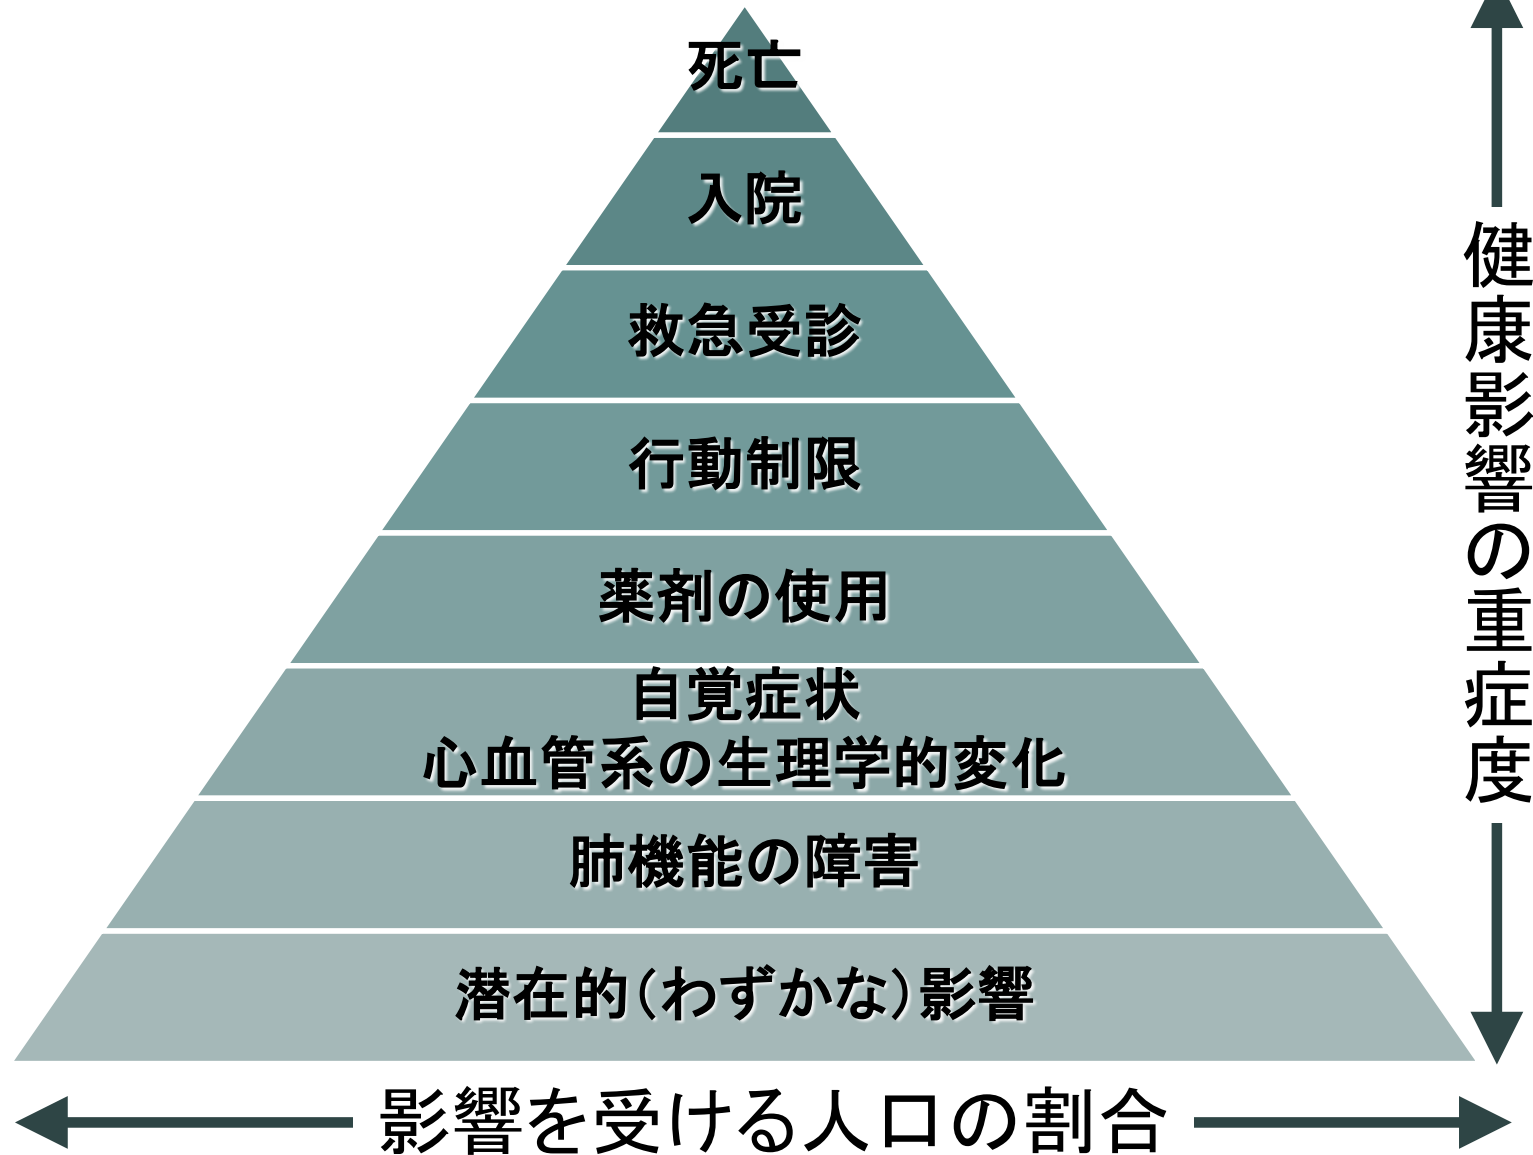 死亡
入院
救急受診
行動制限
薬剤の使用
自覚症状
心血管系の生理学的変化
肺機能の障害
潜在的（わずかな）影響
健康影響の重症度
影響を受ける人口の割合